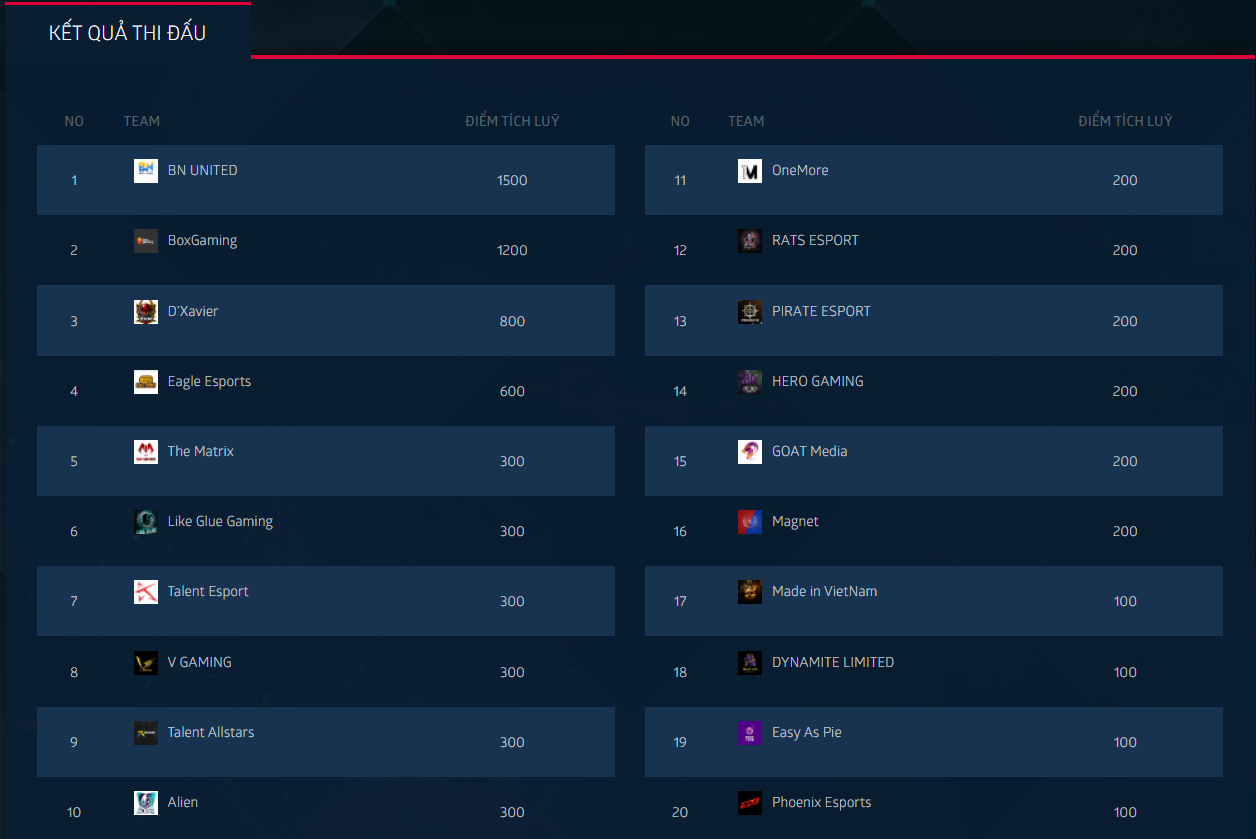 KẾT QUẢ THI ĐẤU
NO TEAM ĐIỂM TÍCH LUỸ
1 BN UNITED 1500
2 BoxGaming 1200
3 D'Xavier 800
4 Eagle Esports 600
5 The Matrix 300
6 Like Glue Gaming 300
7 Talent Esport 300
8 V GAMING 300
9 Talent Allstars 300
10 Alien 300
NO TEAM ĐIỂM TÍCH LUỸ
11 OneMore 200
12 RATS ESPORT 200
13 PIRATE ESPORT 200
14 HERO GAMING 200
15 GOAT Media 200
16 Magnet 200
17 Made in VietNam 100
18 DYNAMITE LIMITED 100
19 Easy As Pie 100
20 Phoenix Esports 100